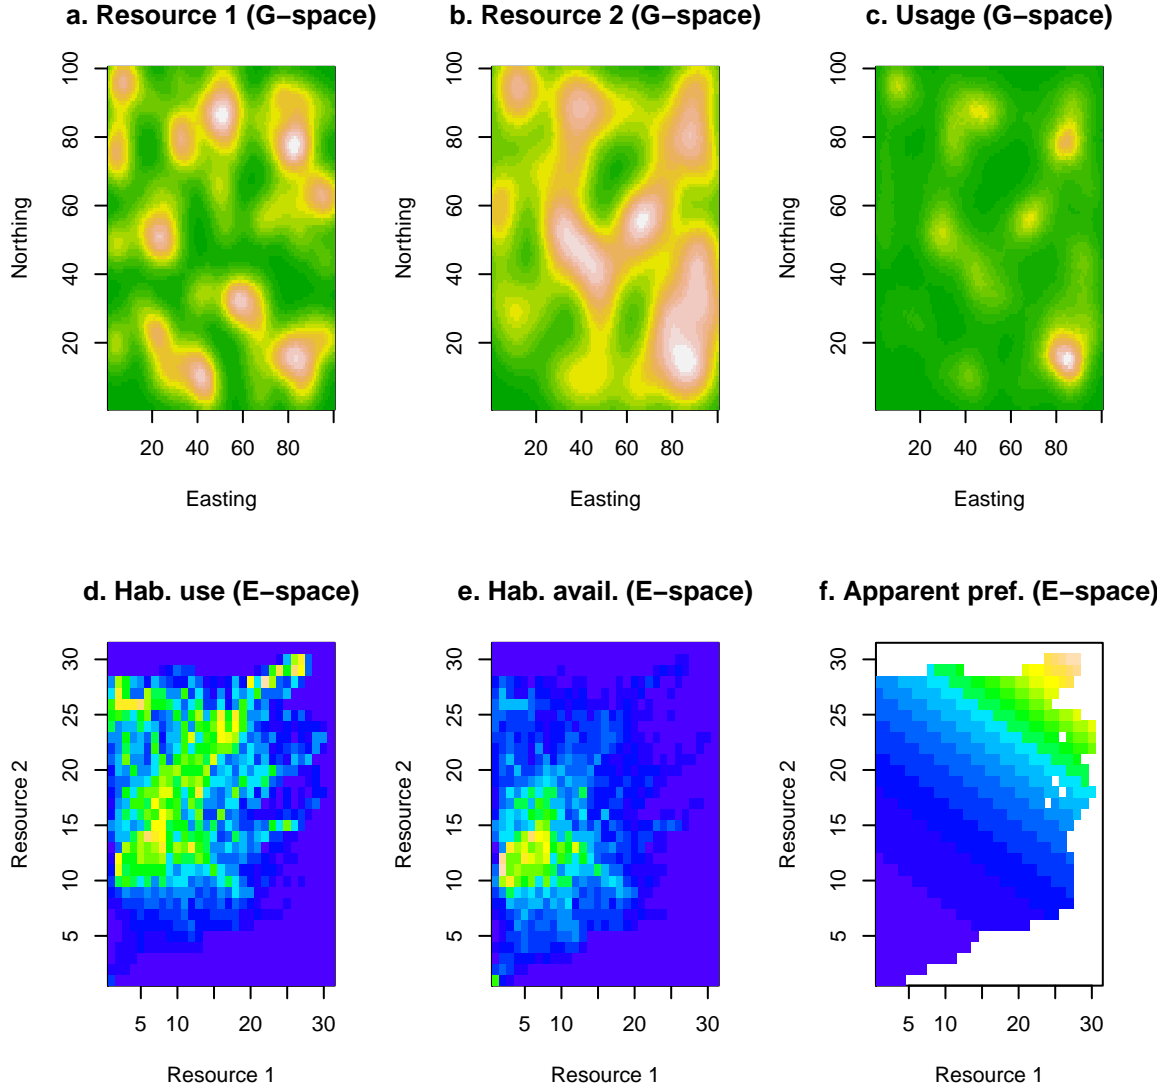 a. Resource 1 (G−space)
b. Resource 2 (G−space)
c. Usage (G−space)
Northing
100
80
60
40
20
20 40 60 80
Easting
Northing
100
80
60
40
20
20 40 60 80
Easting
Northing
100
80
60
40
20
20 40 60 80
Easting
d. Hab. use (E−space)
e. Hab. avail. (E−space)
f. Apparent pref. (E−space)
Resource 2
30
25
20
15
10
5
5 10 20 30
Resource 1
Resource 2
30
25
20
15
10
5
5 10 20 30
Resource 1
Resource 2
30
25
20
15
10
5
5 10 20 30
Resource 1